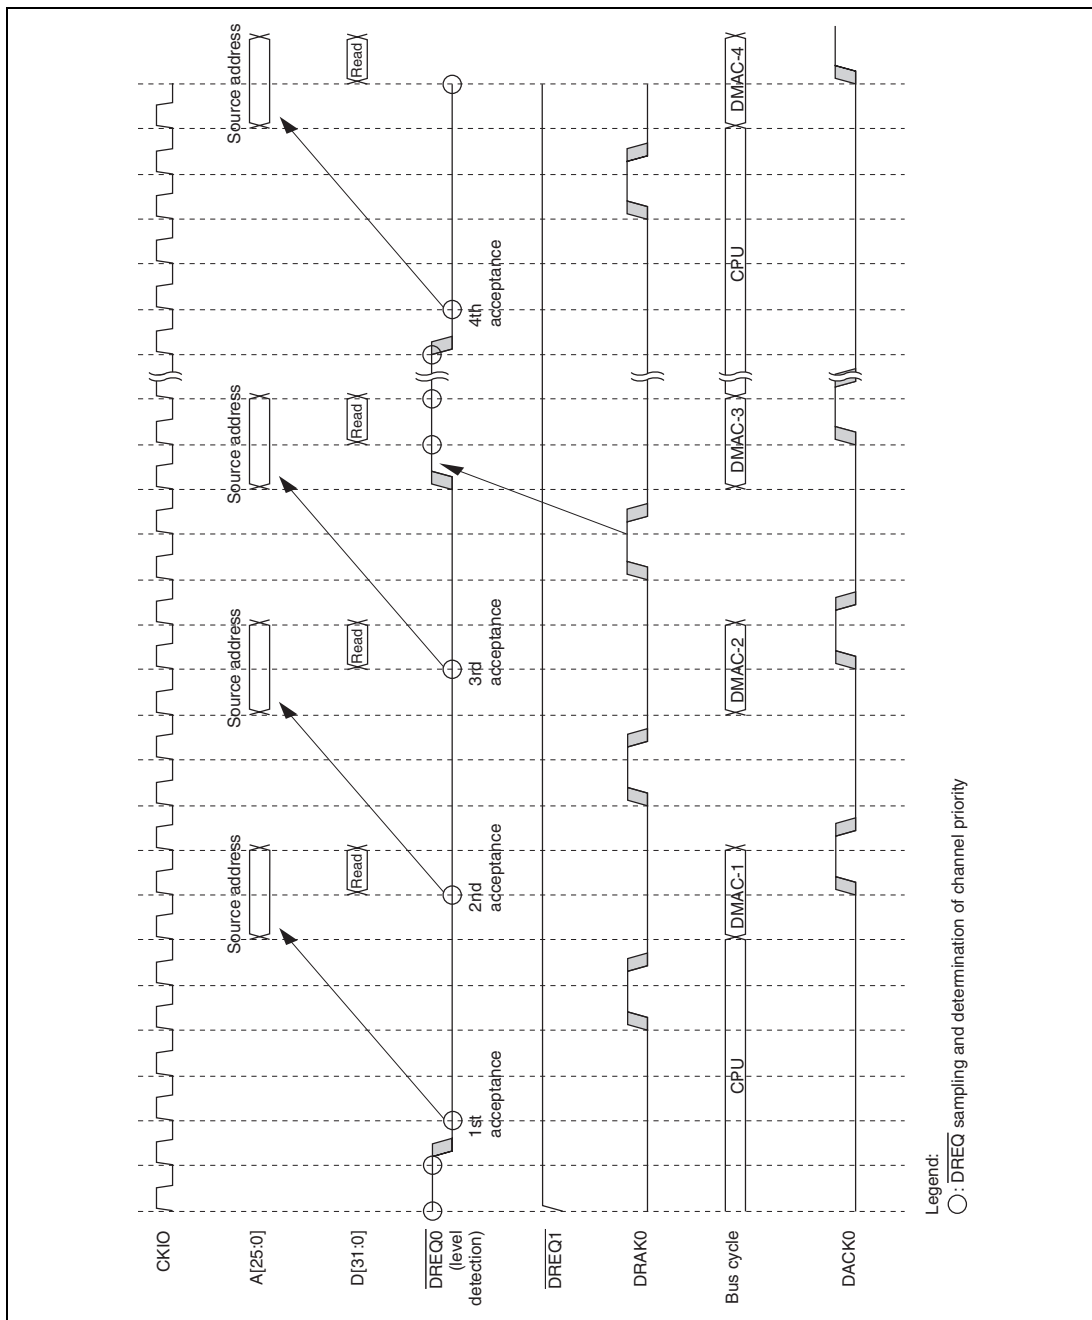 CKIO
A[25:0]
Source address
Source address
Source address
Source address
D[31:0]
Read
Read
Read
Read
DREQ0
(level
detection)
1st
acceptance
2nd
acceptance
3rd
acceptance
4th
acceptance
DREQ1
DRAK0
Bus cycle
CPU
DMAC-1
DMAC-2
DMAC-3
CPU
DMAC-4
DACK0
Legend:
○: DREQ sampling and determination of channel priority